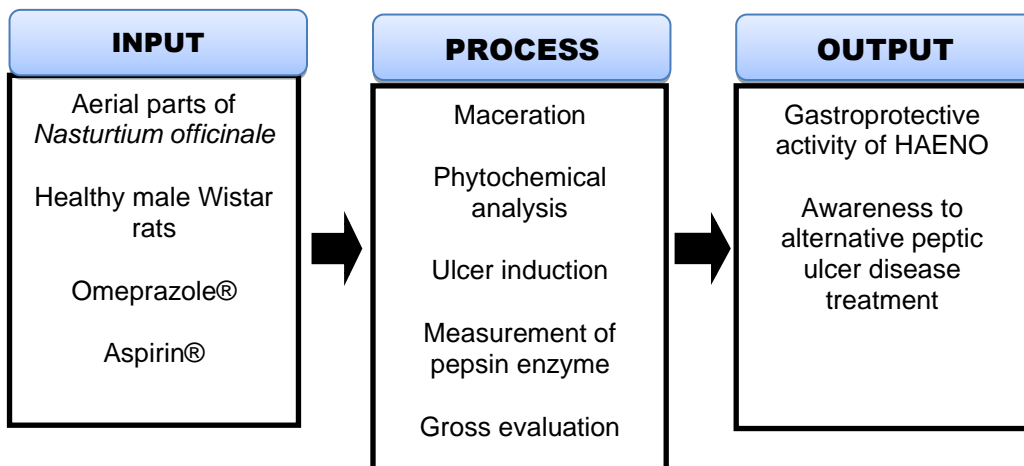 INPUT
Aerial parts of
Nasturtium officinale
Healthy male Wistar
rats
Omeprazole®
Aspirin®
PROCESS
Maceration
Phytochemical
analysis
Ulcer induction
Measurement of
pepsin enzyme
Gross evaluation
OUTPUT
Gastroprotective
activity of HAENO
Awareness to
alternative peptic
ulcer disease
treatment